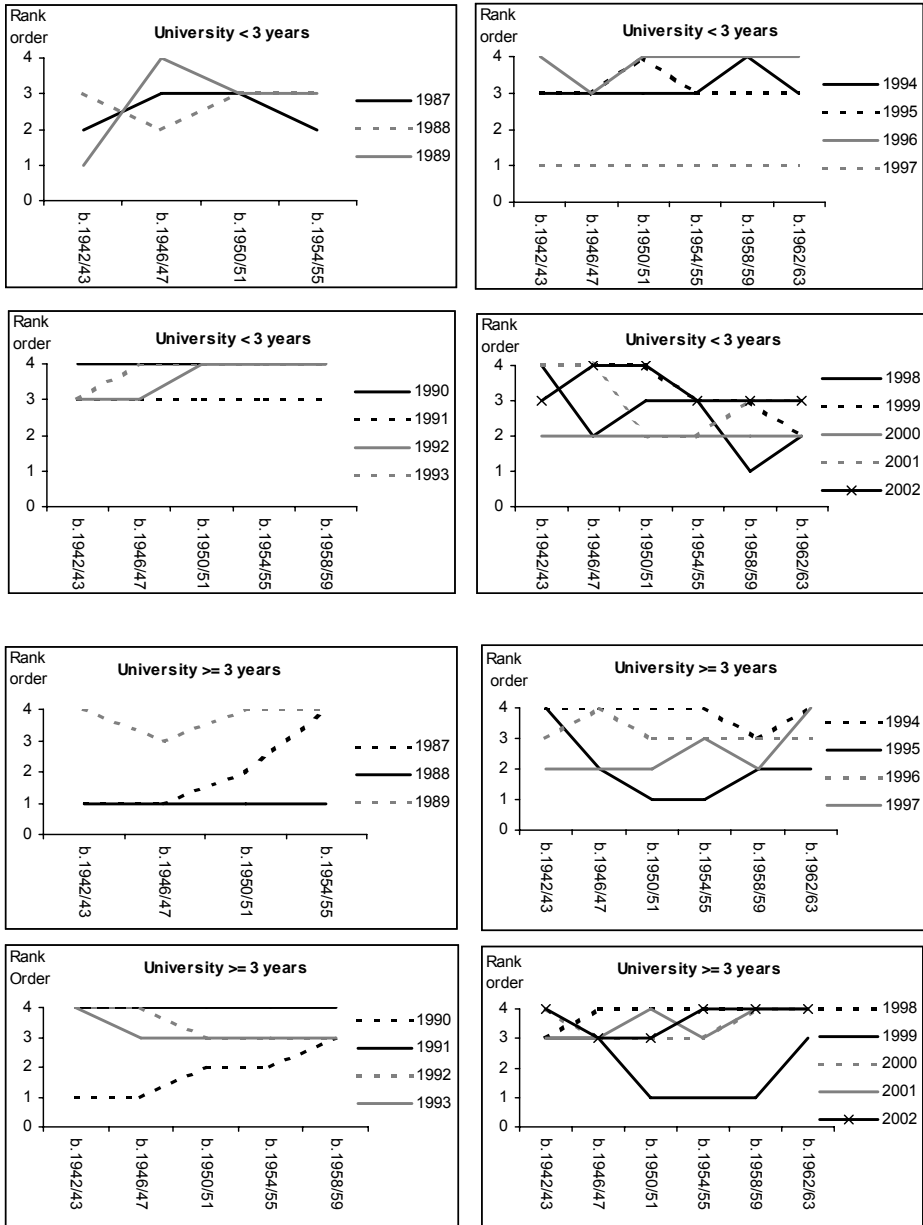 Rank
order
University < 3 years
4
3
2
1
0
b.1942/43
b.1946/47
b.1950/51
b.1954/55
1987
1988
1989
Rank
order
University < 3 years
4
3
2
1
0
b.1942/43
b.1946/47
b.1950/51
b.1954/55
b.1958/59
b.1962/63
1994
1995
1996
1997
Rank
order
University < 3 years
4
3
2
1
0
b.1942/43
b.1946/47
b.1950/51
b.1954/55
b.1958/59
1990
1991
1992
1993
Rank
order
University < 3 years
4
3
2
1
0
b.1942/43
b.1946/47
b.1950/51
b.1954/55
b.1958/59
b.1962/63
1998
1999
2000
2001
2002
Rank
order
University >= 3 years
4
3
2
1
0
b.1942/43
b.1946/47
b.1950/51
b.1954/55
1987
1988
1989
Rank
order
University >= 3 years
4
3
2
1
0
b.1942/43
b.1946/47
b.1950/51
b.1954/55
b.1958/59
b.1962/63
1994
1995
1996
1997
Rank
Order
University >= 3 years
4
3
2
1
0
b.1942/43
b.1946/47
b.1950/51
b.1954/55
b.1958/59
1990
1991
1992
1993
Rank
order
University >= 3 years
4
3
2
1
0
b.1942/43
b.1946/47
b.1950/51
b.1954/55
b.1958/59
b.1962/63
1998
1999
2000
2001
2002